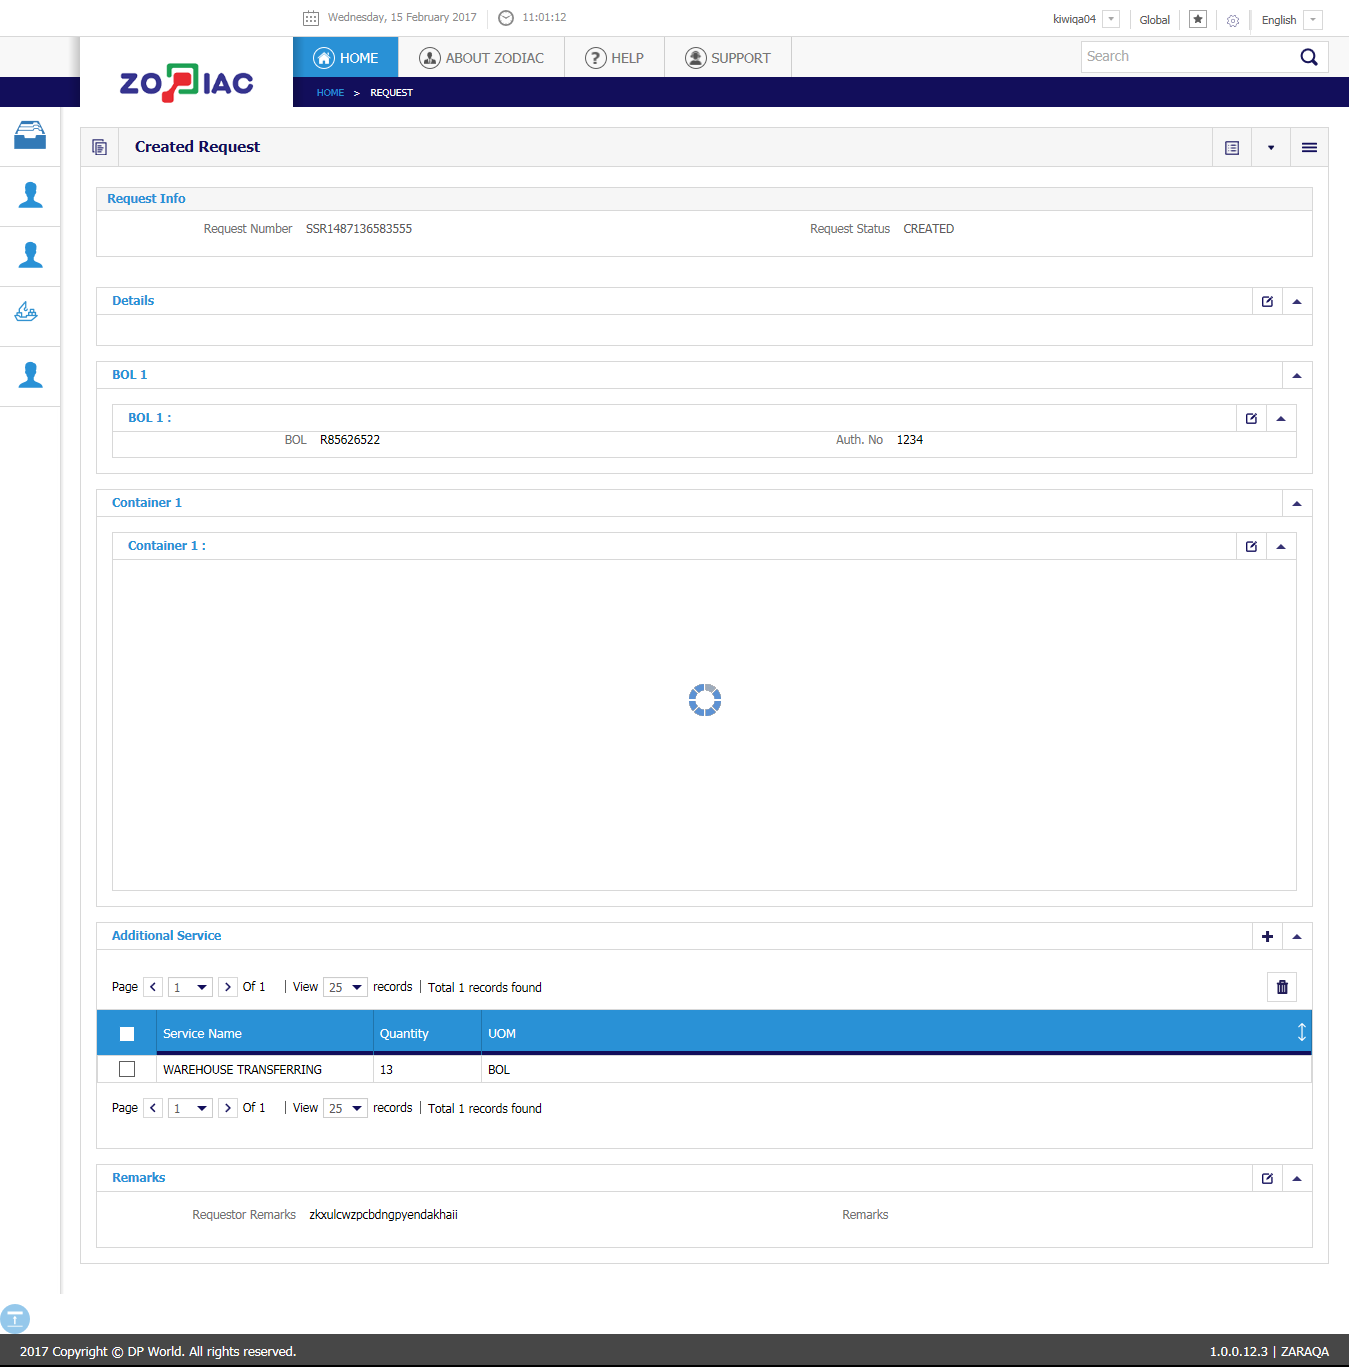 Wednesday, 15 February 2017 11:01:12 kiwiqa04 Global English
ZODIAC HOME ABOUT ZODIAC HELP SUPPORT Search
HOME > REQUEST
Created Request
Request Info
Request Number SSR1487136583555 Request Status CREATED
Details
BOL 1
BOL 1 :
BOL R85626522 Auth. No 1234
Container 1
Container 1 :
Additional Service
Page 1 Of 1 | View 25 records | Total 1 records found
Service Name Quantity UOM
WAREHOUSE TRANSFERRING 13 BOL
Page 1 Of 1 | View 25 records | Total 1 records found
Remarks
Requestor Remarks zkxulcwzpcbdngpyendakhaii Remarks
2017 Copyright © DP World. All rights reserved. 1.0.0.12.3 | ZARAQA